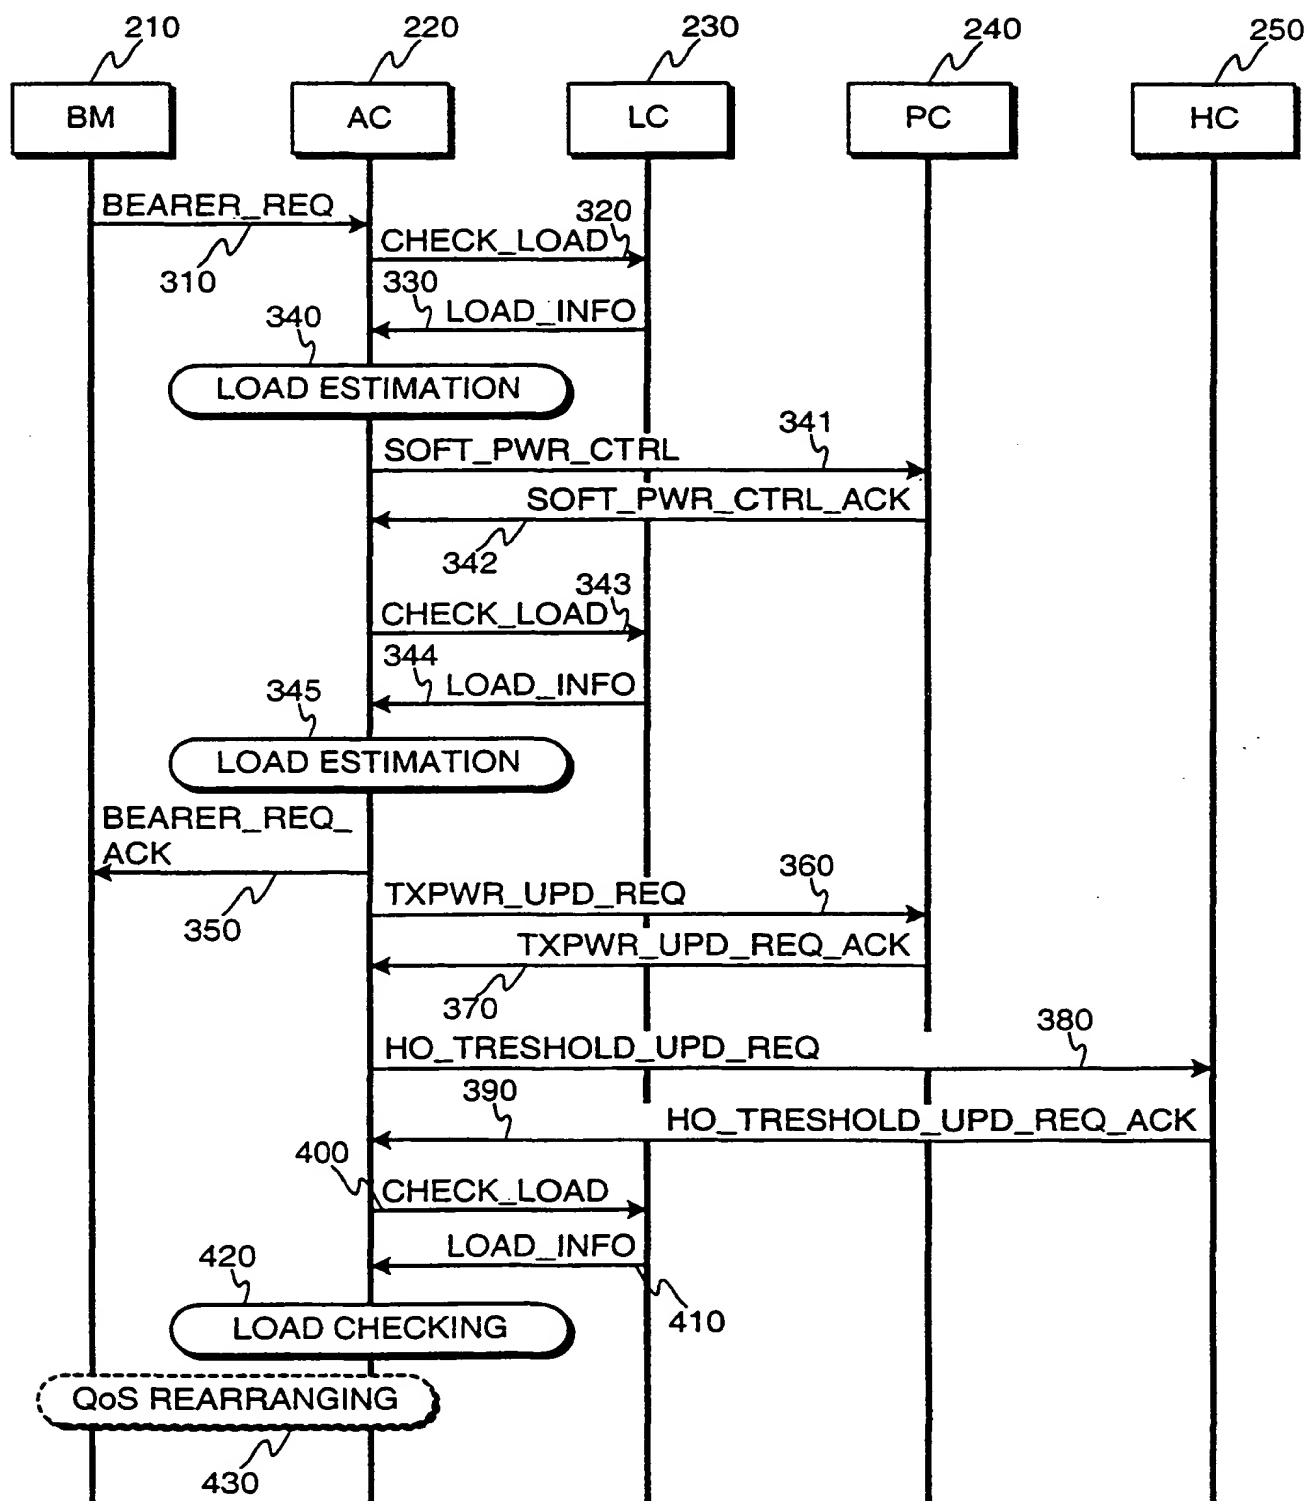 210 220 230 240 250
BM AC LC PC HC
BEARER_REQ
310
320
CHECK_LOAD
330
LOAD_INFO
340
LOAD ESTIMATION
341
SOFT_PWR_CTRL
SOFT_PWR_CTRL_ACK
342
343
CHECK_LOAD
344
LOAD_INFO
345
LOAD ESTIMATION
BEARER_REQ_
ACK
350
360
TXPWR_UPD_REQ
TXPWR_UPD_REQ_ACK
370
380
HO_TRESHOLD_UPD_REQ
390
HO_TRESHOLD_UPD_REQ_ACK
400
CHECK_LOAD
LOAD_INFO
410
420
LOAD CHECKING
QoS REARRANGING
430